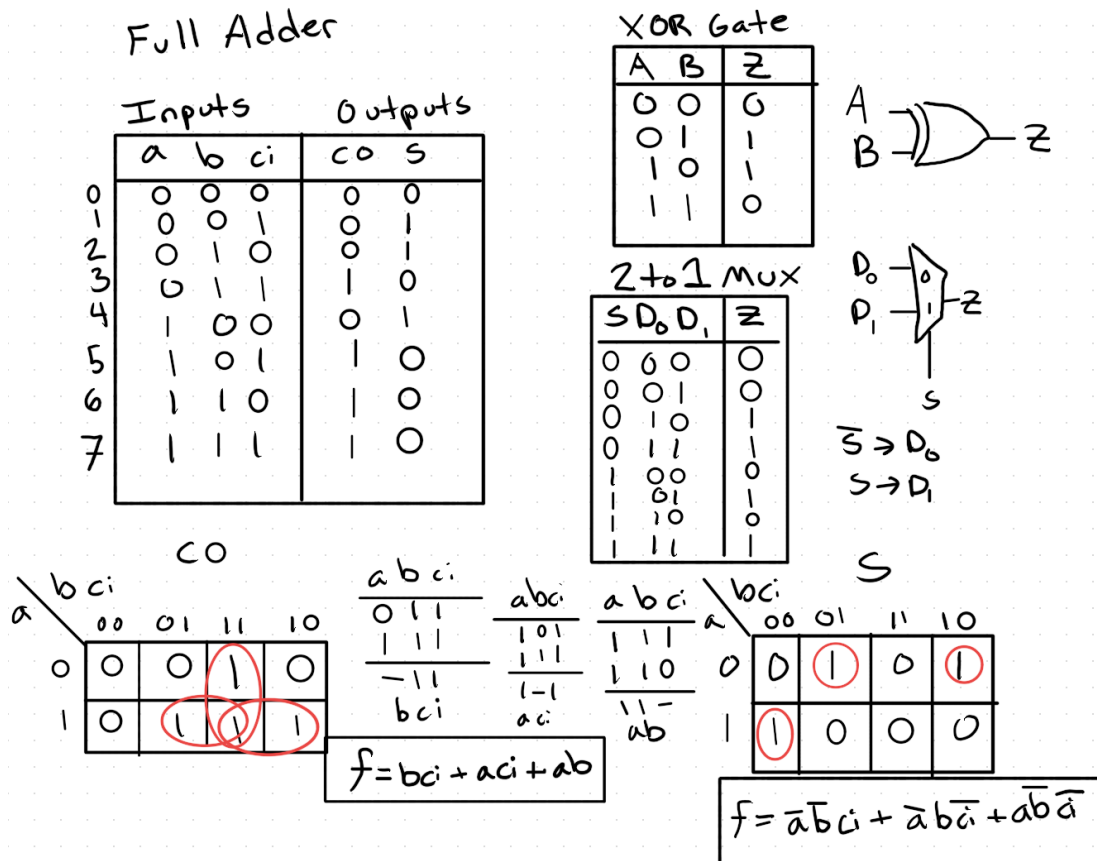 Full Adder
Inputs Outputs
a b ci co s
0 0 0 0 0 0
1 0 0 1 0 1
2 0 1 0 0 1
3 0 1 1 1 0
4 1 0 0 0 1
5 1 0 1 1 0
6 1 1 0 1 0
7 1 1 1 1 0
XOR Gate
A B Z
0 0 0
0 1 1
1 0 1
1 1 0
A
B
Z
2 to 1 Mux
S D₀ D₁ Z
0 0 0 0
0 0 1 0
0 1 0 1
0 1 1 1
1 0 0 0
1 0 1 1
1 1 0 0
1 1 1 1
D₀ 0
D₁ 1 Z
S
S̅ → D₀
S → D₁
CO
b ci
a 00 01 11 10
0 0 0 1 0
1 0 1 1 1
a b ci
0 1 1
1 1 1
- 1 1
b ci
a b ci
1 0 1
1 1 1
1 - 1
a ci
a b ci
1 1 1
1 1 0
1 1 -
ab
f = bci + aci + ab
S
bci
a 00 01 11 10
0 0 1 0 1
1 1 0 0 0
f = a̅ b̅ ci + a̅ b c̅i̅ + a b̅ c̅i̅